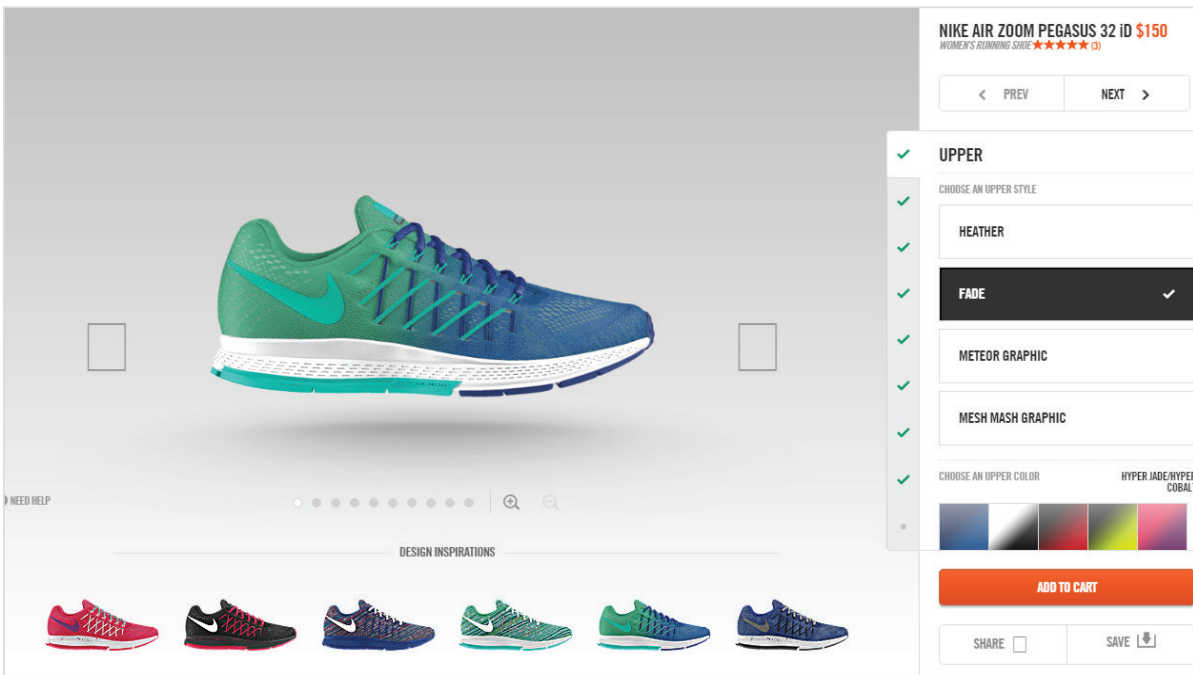 NIKE AIR ZOOM PEGASUS 32 iD $150
WOMEN'S RUNNING SHOE ★★★★★ (3)
PREV
NEXT
UPPER
CHOOSE AN UPPER STYLE
HEATHER
FADE
METEOR GRAPHIC
MESH MASH GRAPHIC
CHOOSE AN UPPER COLOR
HYPER JADE/HYPER
COBALT
NEED HELP
DESIGN INSPIRATIONS
ADD TO CART
SHARE
SAVE